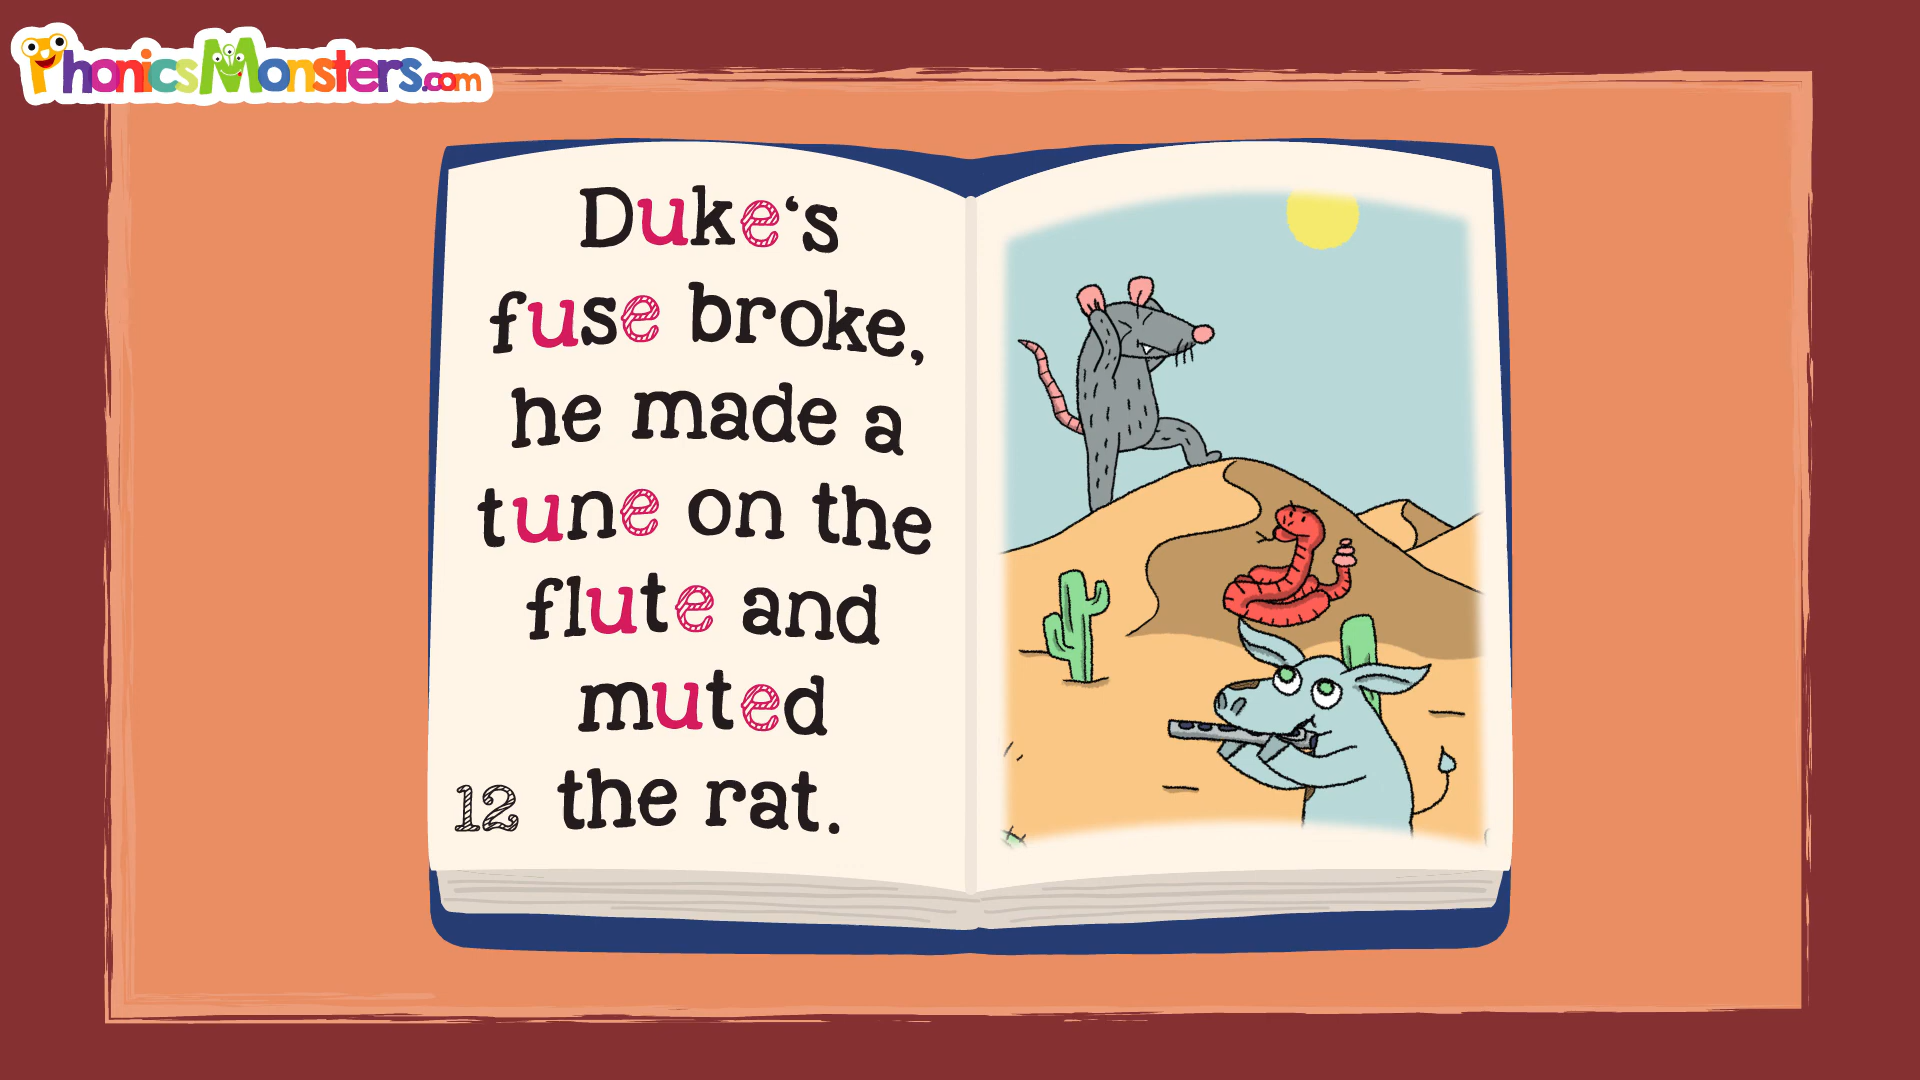 PhonicsMonsters.com
Duke‘s
fuse broke,
he made a
tune on the
flute and
muted
the rat.
12